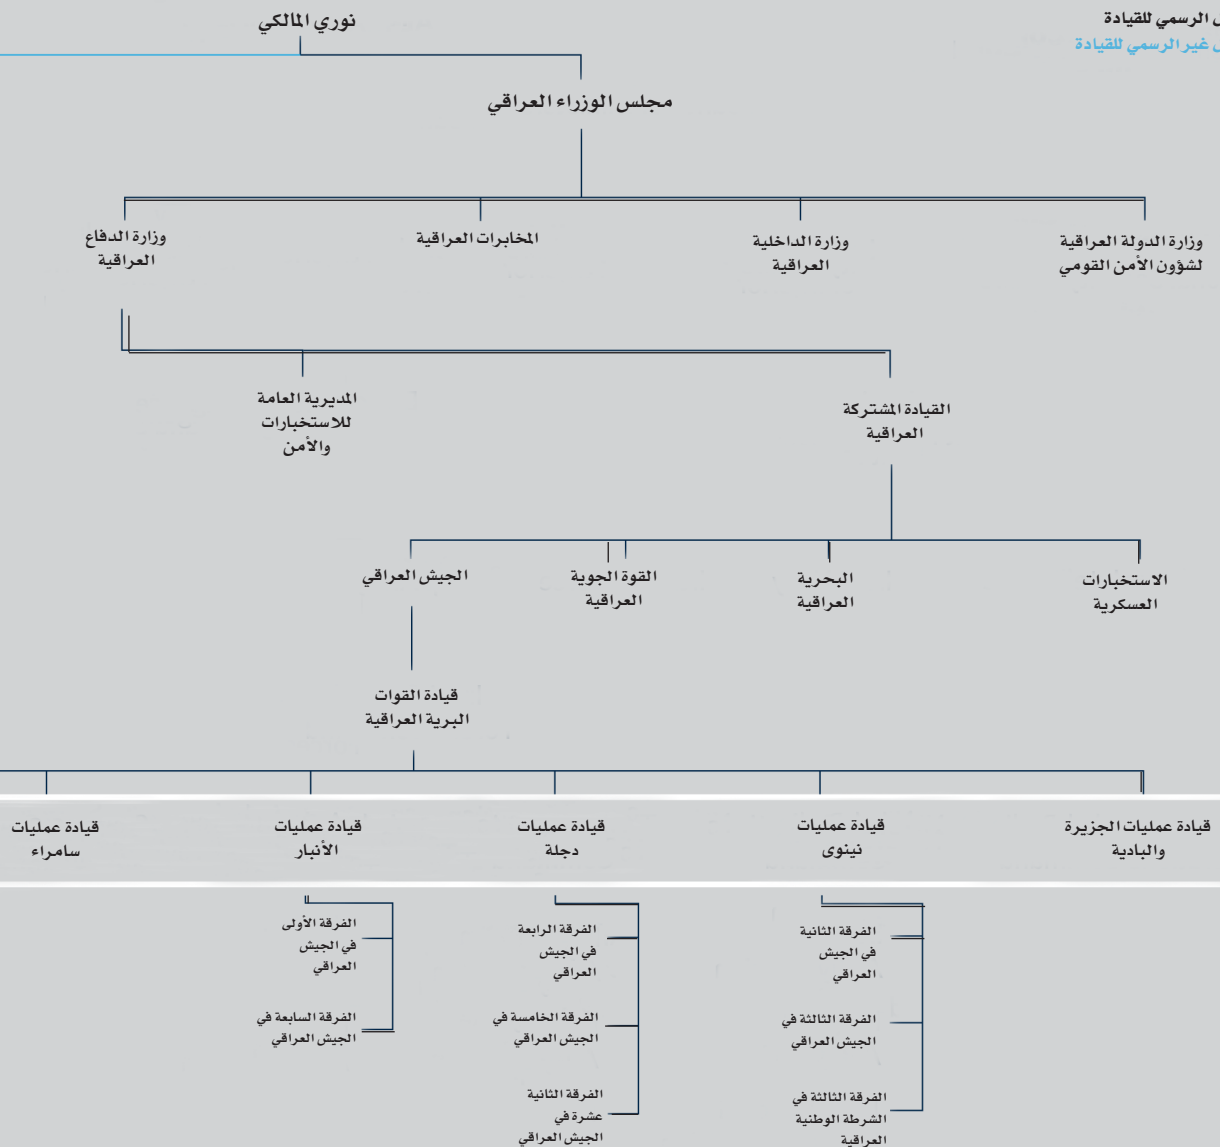 الرسمي للقيادة
غير الرسمي للقيادة
نوري المالكي
مجلس الوزراء العراقي
وزارة الدولة العراقية
لشؤون الأمن القومي
وزارة الداخلية
العراقية
المخابرات العراقية
وزارة الدفاع
العراقية
القيادة المشتركة
العراقية
المديرية العامة
للاستخبارات
والأمن
الاستخبارات
العسكرية
البحرية
العراقية
القوة الجوية
العراقية
الجيش العراقي
قيادة القوات
البرية العراقية
قيادة عمليات الجزيرة
والبادية
قيادة عمليات
نينوى
قيادة عمليات
دجلة
قيادة عمليات
الأنبار
قيادة عمليات
سامراء
الفرقة الثانية
في الجيش
العراقي
الفرقة الثالثة في
الجيش العراقي
الفرقة الثالثة في
الشرطة الوطنية
العراقية
الفرقة الرابعة
في الجيش
العراقي
الفرقة الخامسة في
الجيش العراقي
الفرقة الثانية
عشرة في
الجيش العراقي
الفرقة الأولى
في الجيش
العراقي
الفرقة السابعة في
الجيش العراقي